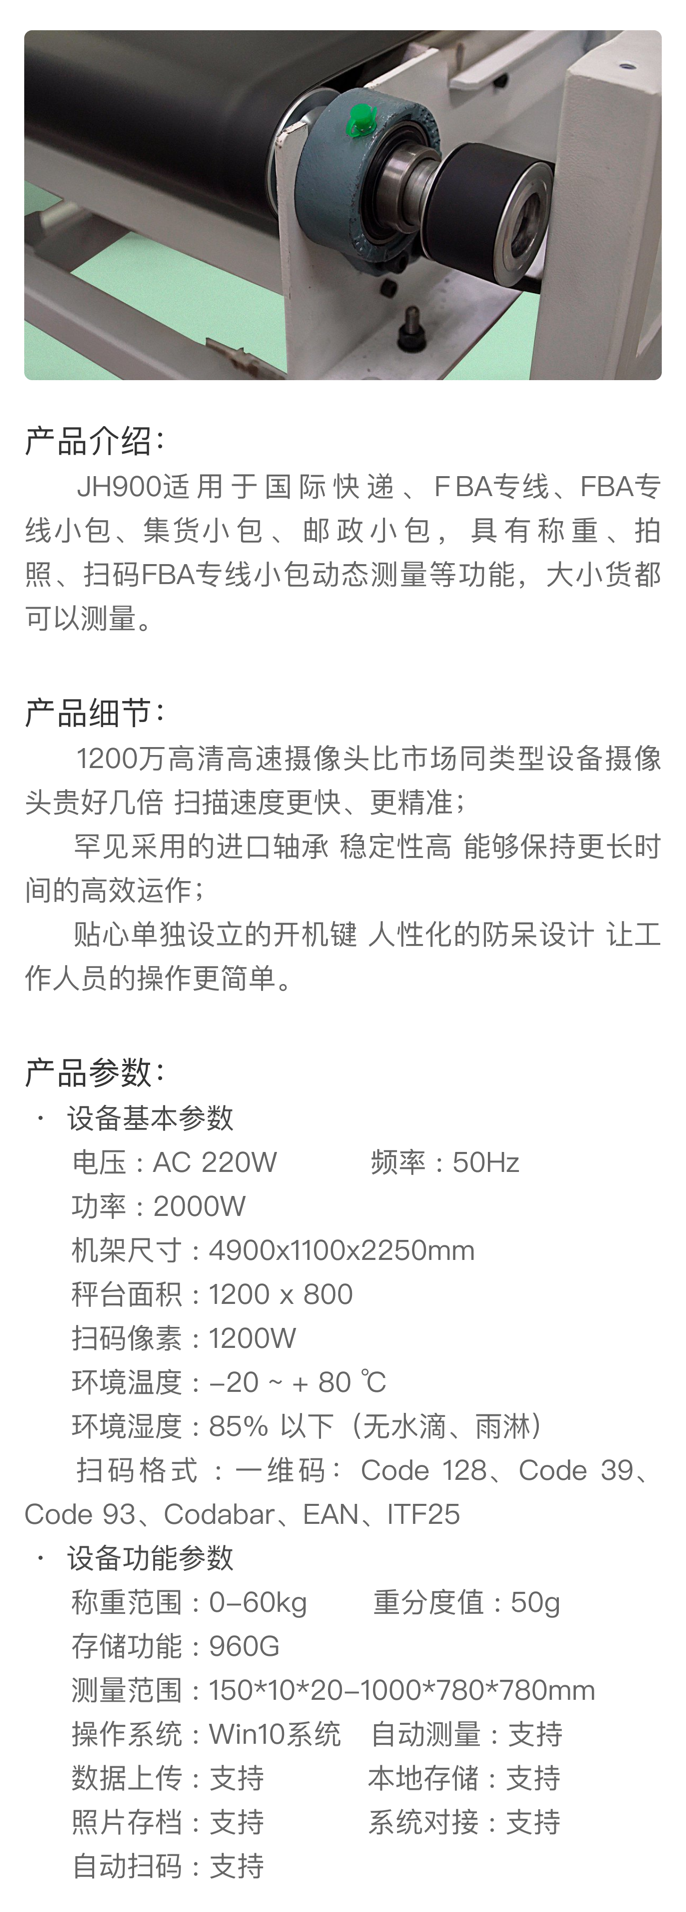 产品介绍：
JH900适用于国际快递、FBA专线、FBA专
线小包、集货小包、邮政小包，具有称重、拍
照、扫码FBA专线小包动态测量等功能，大小货都
可以测量。
产品细节：
1200万高清高速摄像头比市场同类型设备摄像
头贵好几倍 扫描速度更快、更精准；
罕见采用的进口轴承 稳定性高 能够保持更长时
间的高效运作；
贴心单独设立的开机键 人性化的防呆设计 让工
作人员的操作更简单。
产品参数：
· 设备基本参数
电压：AC 220W 频率：50Hz
功率：2000W
机架尺寸：4900x1100x2250mm
秤台面积：1200 x 800
扫码像素：1200W
环境温度：-20 ~ + 80 ℃
环境湿度：85% 以下（无水滴、雨淋）
扫码格式：一维码：Code 128、Code 39、
Code 93、Codabar、EAN、ITF25
· 设备功能参数
称重范围：0-60kg 重分度值：50g
存储功能：960G
测量范围：150*10*20-1000*780*780mm
操作系统：Win10系统 自动测量：支持
数据上传：支持 本地存储：支持
照片存档：支持 系统对接：支持
自动扫码：支持